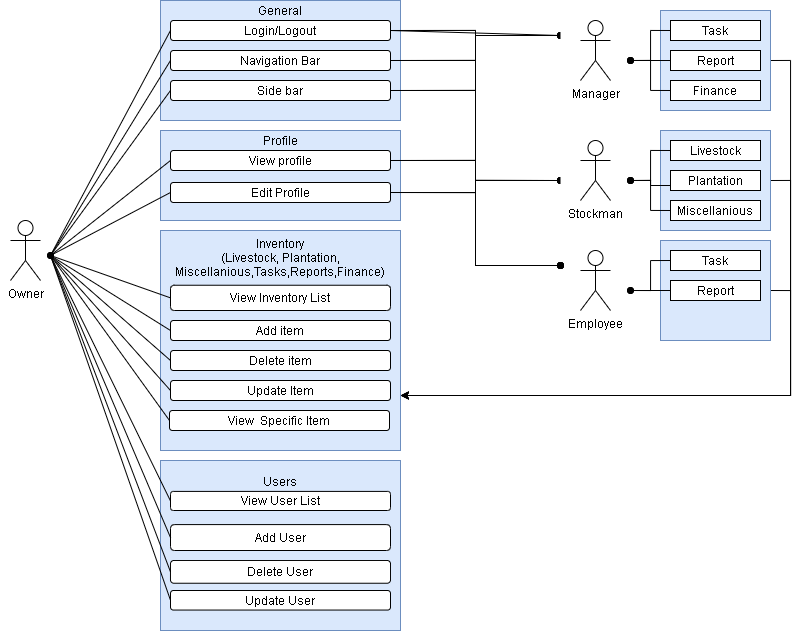 General
Login/Logout
Navigation Bar
Side bar
Profile
View profile
Edit Profile
Owner
Inventory
(Livestock, Plantation,
Miscellanious,Tasks,Reports,Finance)
View Inventory List
Add item
Delete item
Update Item
View  Specific Item
Users
View User List
Add User
Delete User
Update User
Manager
Task
Report
Finance
Stockman
Livestock
Plantation
Miscellanious
Employee
Task
Report